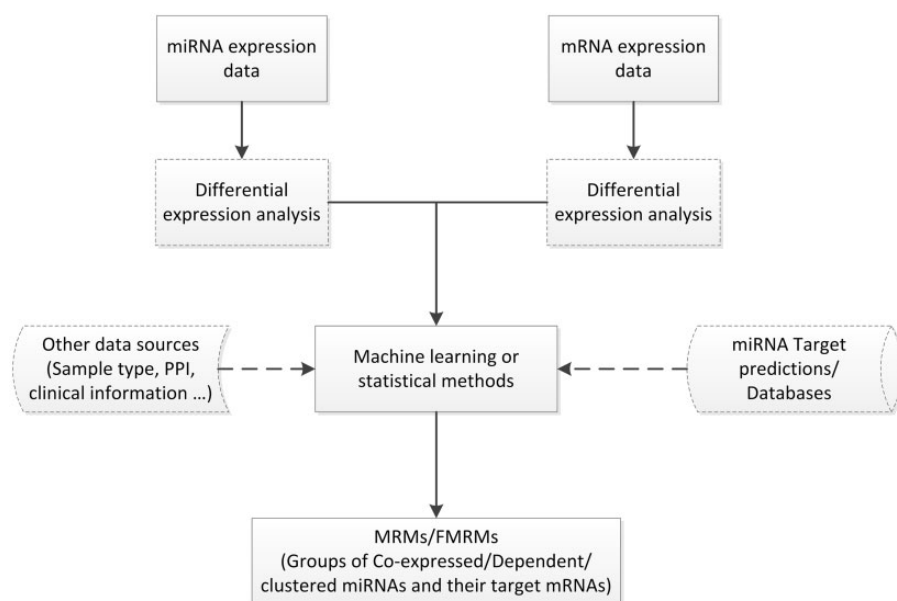 miRNA expression
data
mRNA expression
data
Differential
expression analysis
Differential
expression analysis
Other data sources
(Sample type, PPI,
clinical information ...)
Machine learning or
statistical methods
miRNA Target
predictions/
Databases
MRMs/FMRMs
(Groups of Co-expressed/Dependent/
clustered miRNAs and their target mRNAs)